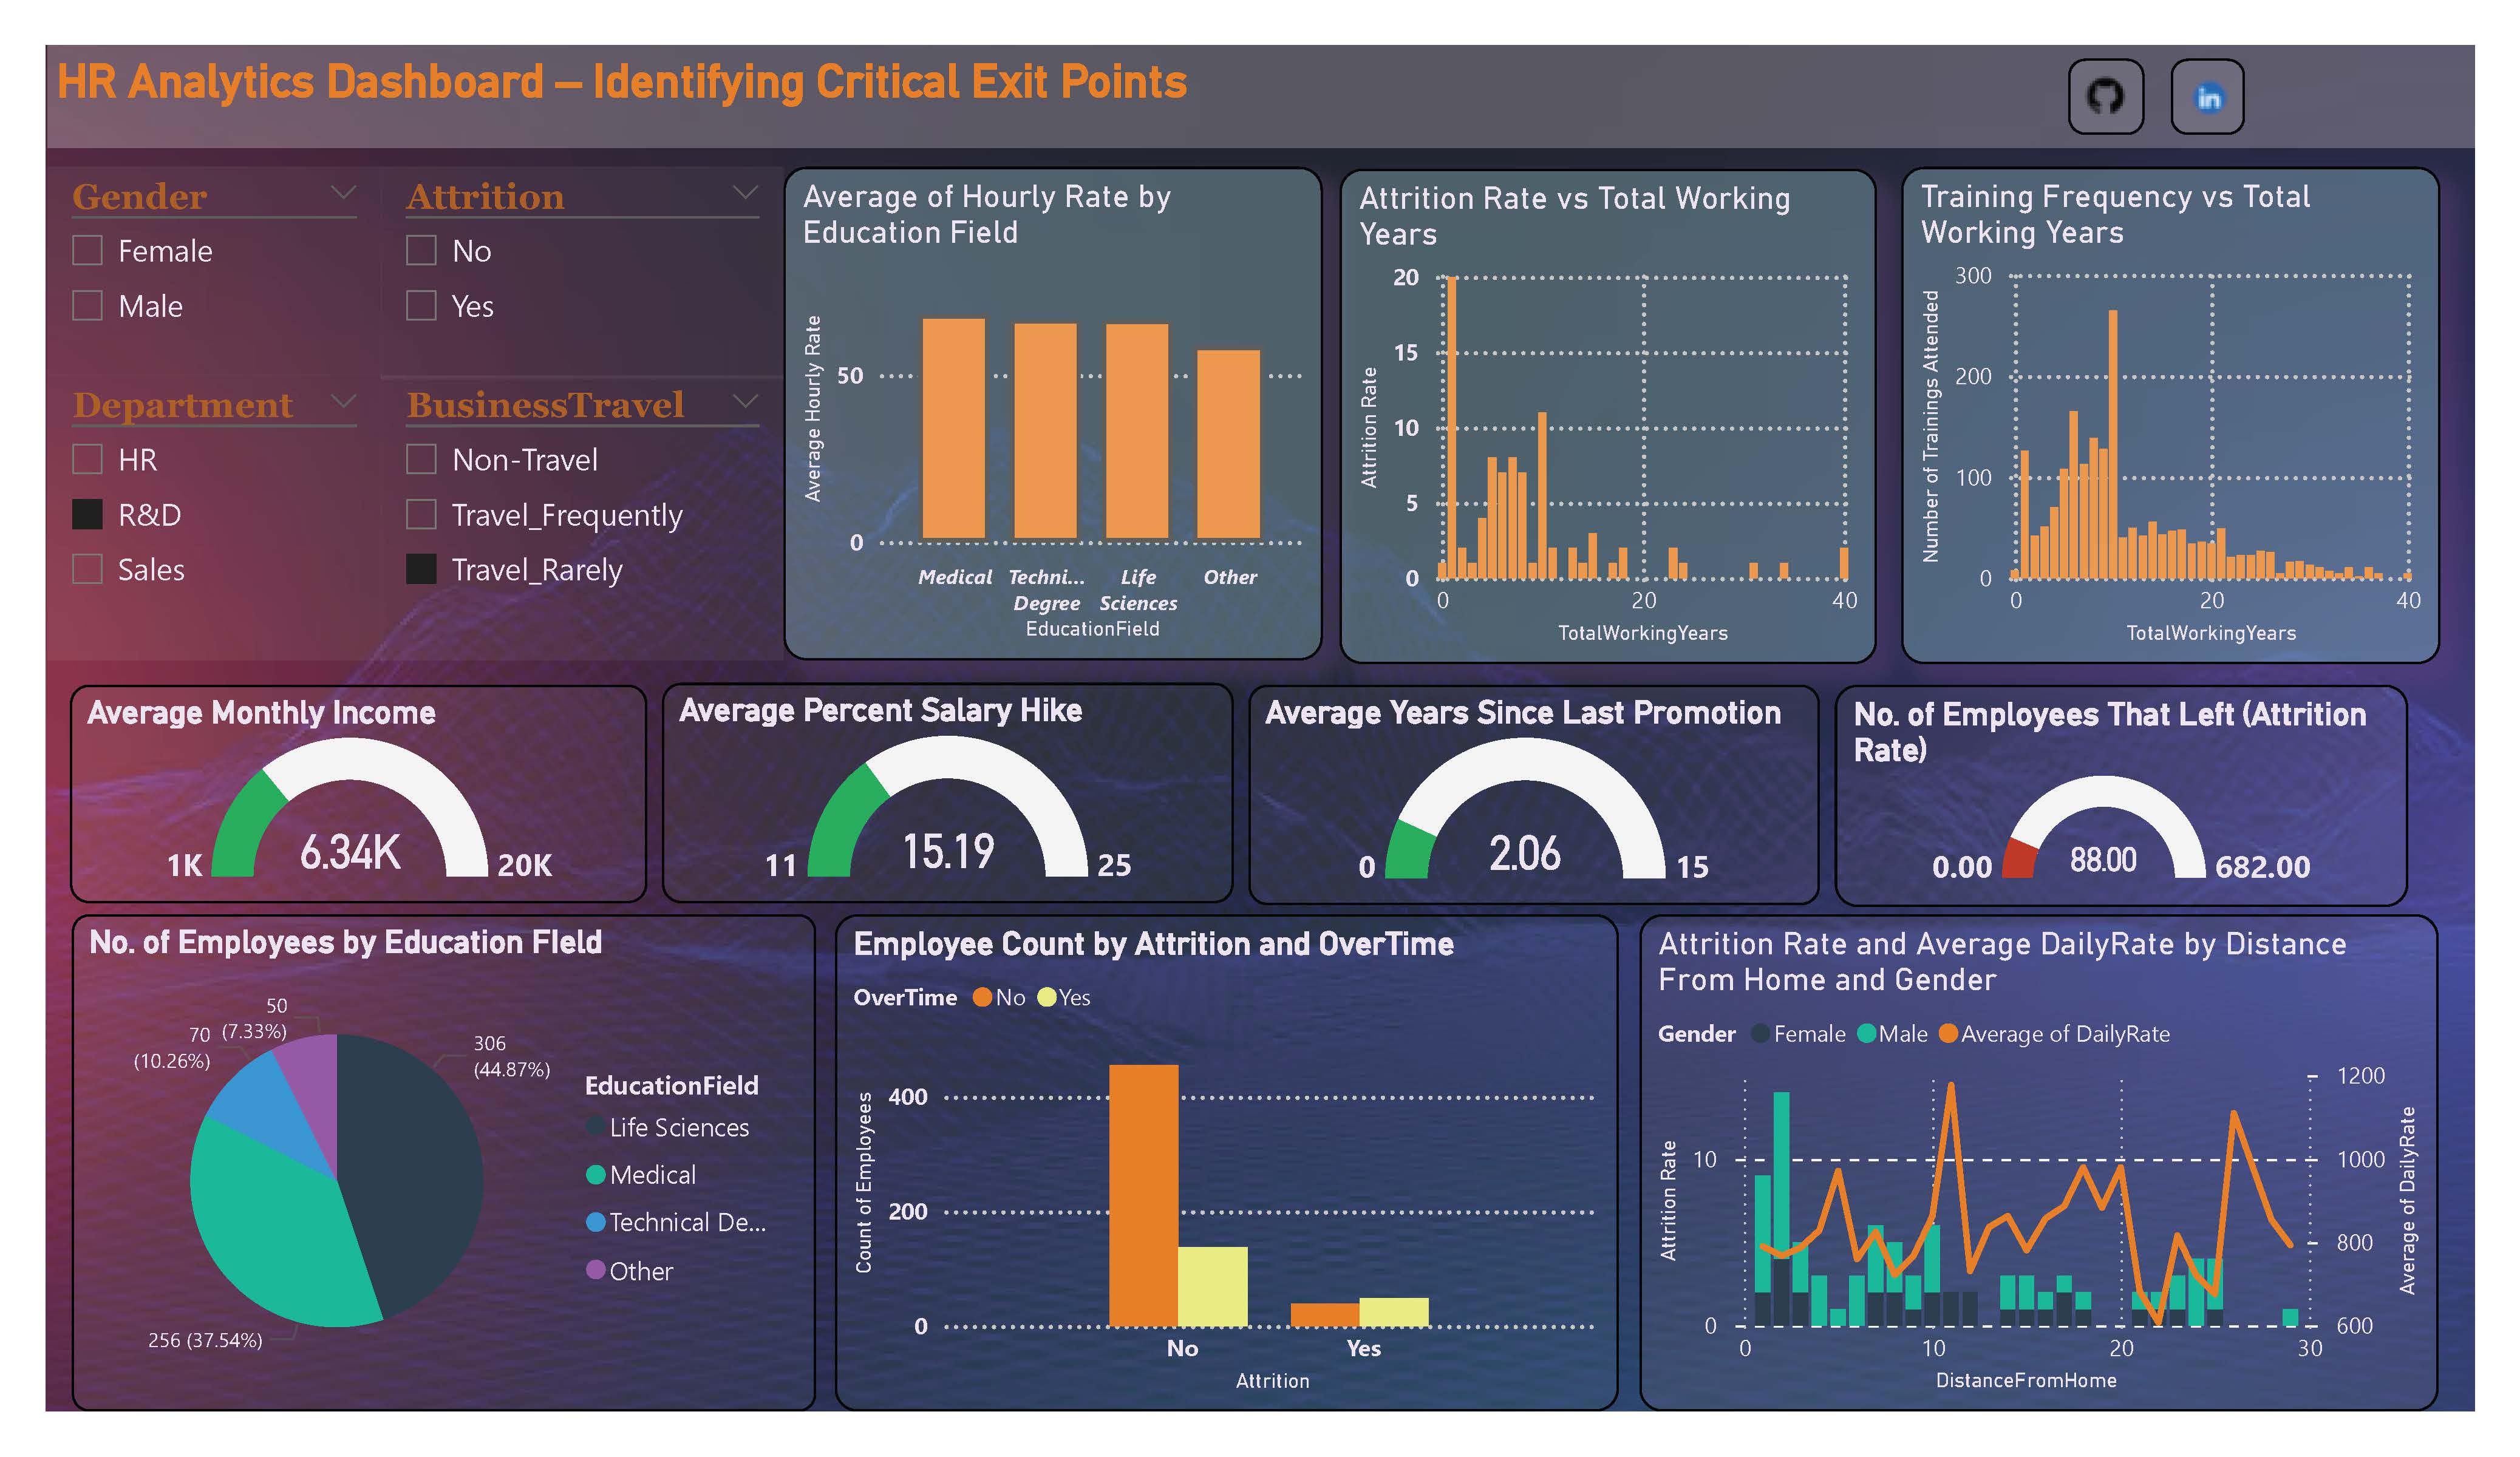 HR Analytics Dashboard – Identifying Critical Exit Points
in
Gender
Female
Male
Attrition
No
Yes
Department
HR
R&D
Sales
BusinessTravel
Non-Travel
Travel_Frequently
Travel_Rarely
Average of Hourly Rate by
Education Field
Average Hourly Rate
50
0
Medical
Techni...
Degree
Life
Sciences
Other
EducationField
Attrition Rate vs Total Working
Years
Attrition Rate
20
15
10
5
0
0
20
40
TotalWorkingYears
Training Frequency vs Total
Working Years
Number of Trainings Attended
300
200
100
0
0
20
40
TotalWorkingYears
Average Monthly Income
6.34K
1K
20K
Average Percent Salary Hike
15.19
11
25
Average Years Since Last Promotion
2.06
0
15
No. of Employees That Left (Attrition
Rate)
88.00
0.00
682.00
No. of Employees by Education FIeld
50
(7.33%)
70
(10.26%)
306
(44.87%)
256 (37.54%)
EducationField
Life Sciences
Medical
Technical De...
Other
Employee Count by Attrition and OverTime
OverTime No Yes
Count of Employees
400
200
0
No
Yes
Attrition
Attrition Rate and Average DailyRate by Distance
From Home and Gender
Gender Female Male Average of DailyRate
Attrition Rate
10
0
0
10
20
30
DistanceFromHome
1200
1000
800
600
Average of DailyRate